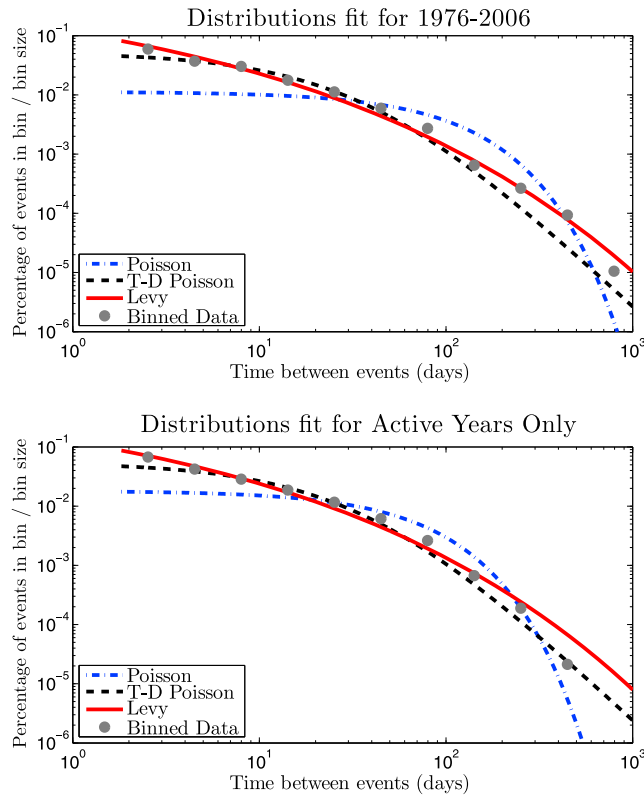 Distributions fit for 1976-2006
Percentage of events in bin / bin size
10^-1
10^-2
10^-3
10^-4
10^-5
10^-6
Poisson
T-D Poisson
Levy
Binned Data
10^0 10^1 10^2 10^3
Time between events (days)
Distributions fit for Active Years Only
Percentage of events in bin / bin size
10^-1
10^-2
10^-3
10^-4
10^-5
10^-6
Poisson
T-D Poisson
Levy
Binned Data
10^0 10^1 10^2 10^3
Time between events (days)